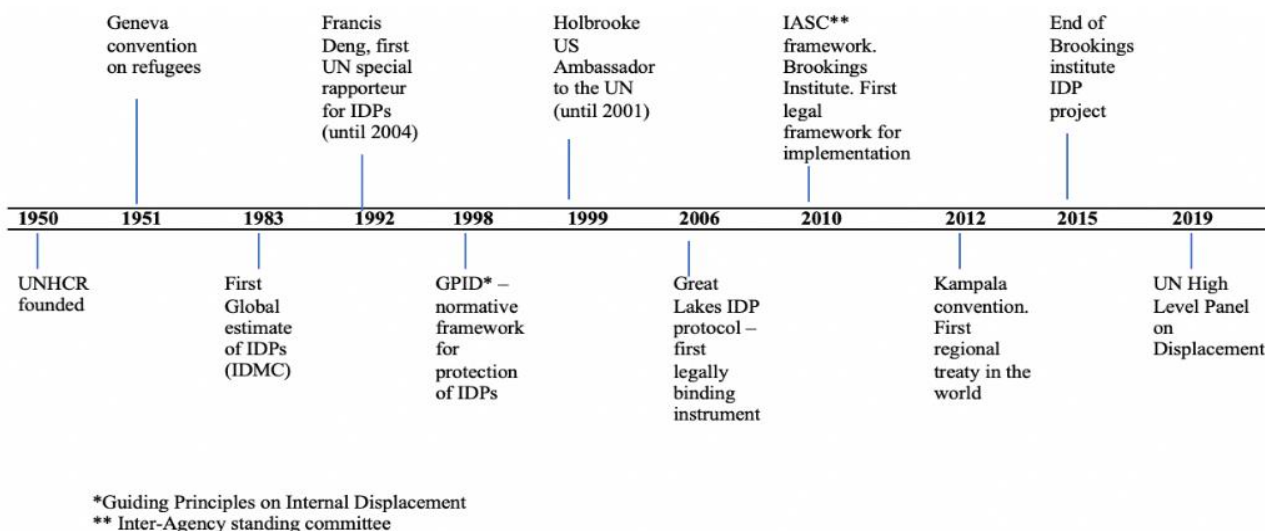 Geneva
convention
on refugees
Francis
Deng, first
UN special
rapporteur
for IDPs
(until 2004)
Holbrooke
US
Ambassador
to the UN
(until 2001)
IASC**
framework.
Brookings
Institute. First
legal
framework for
implementation
End of
Brookings
institute
IDP
project
1950 1951 1983 1992 1998 1999 2006 2010 2012 2015 2019
UNHCR
founded
First
Global
estimate
of IDPs
(IDMC)
GPID* –
normative
framework
for
protection
of IDPs
Great
Lakes IDP
protocol –
first
legally
binding
instrument
Kampala
convention.
First
regional
treaty in the
world
UN High
Level Panel
on
Displacement
*Guiding Principles on Internal Displacement
** Inter-Agency standing committee